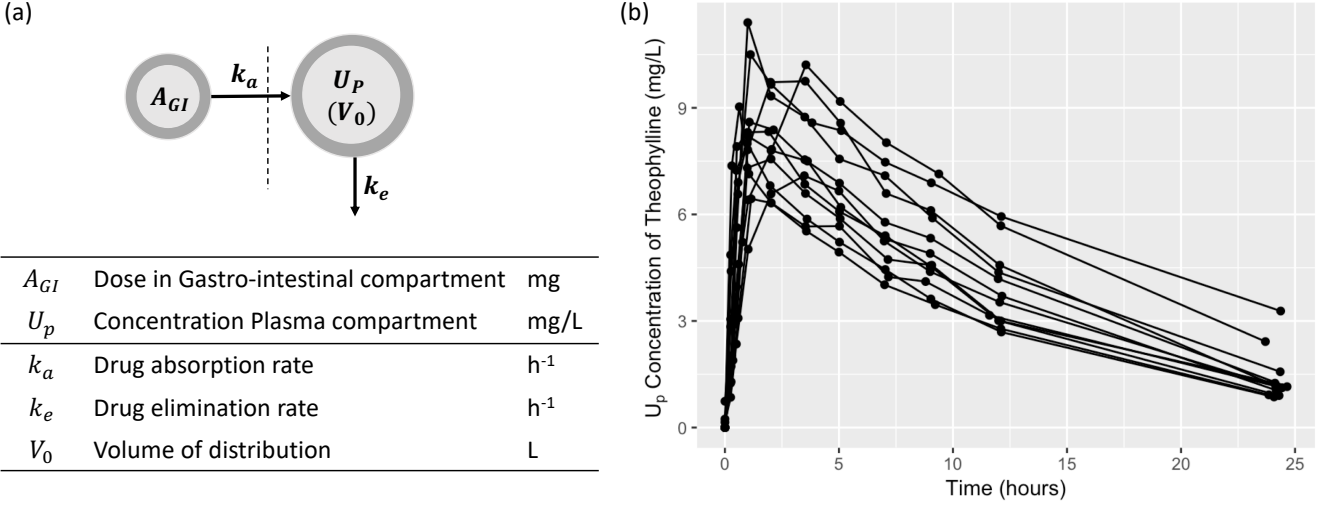 (a)
A_GI
k_a
U_P
(V_0)
k_e
A_GI Dose in Gastro-intestinal compartment mg
U_p Concentration Plasma compartment mg/L
k_a Drug absorption rate h^-1
k_e Drug elimination rate h^-1
V_0 Volume of distribution L
(b)
U_p Concentration of Theophylline (mg/L)
9
6
3
0
0 5 10 15 20 25
Time (hours)